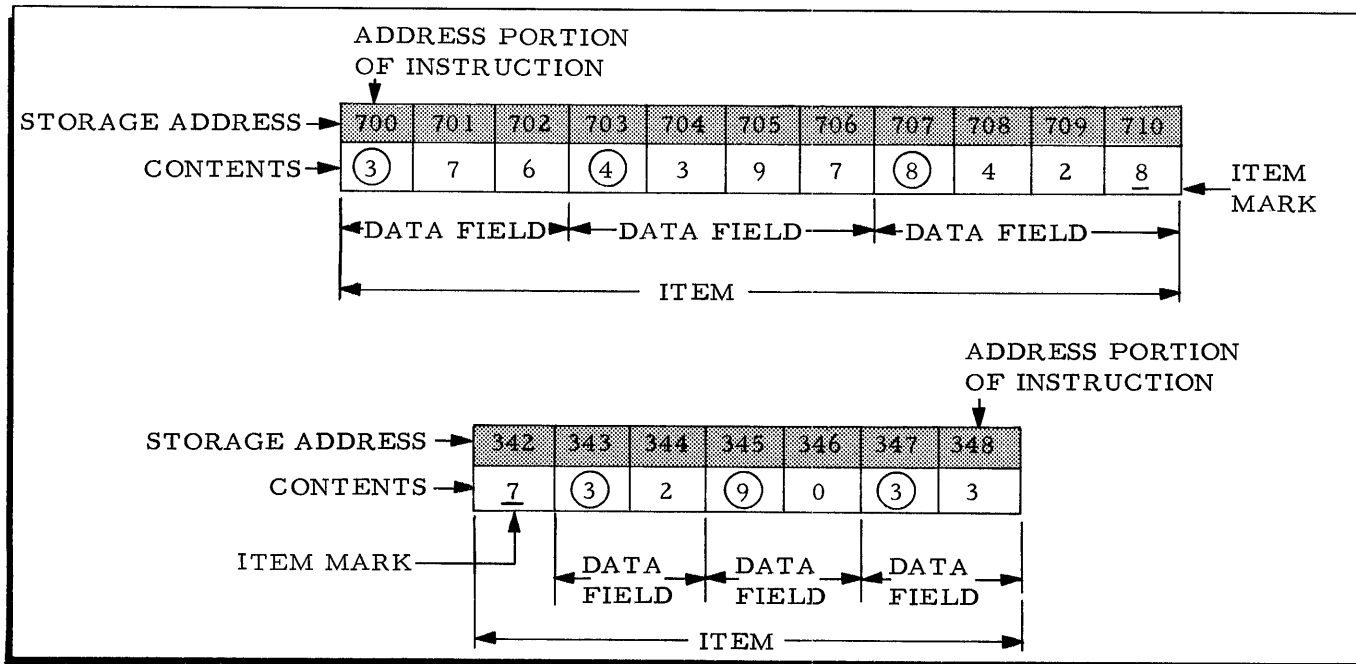 ADDRESS PORTION
OF INSTRUCTION
STORAGE ADDRESS 700 701 702 703 704 705 706 707 708 709 710
CONTENTS 3 7 6 4 3 9 7 8 4 2 8
ITEM
MARK
DATA FIELD DATA FIELD DATA FIELD
ITEM
ADDRESS PORTION
OF INSTRUCTION
STORAGE ADDRESS 342 343 344 345 346 347 348
CONTENTS 7 3 2 9 0 3 3
ITEM MARK
DATA FIELD
DATA FIELD
DATA FIELD
ITEM